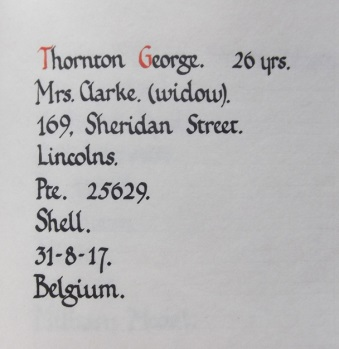 Thornton George. 26 yrs.
Mrs. Clarke. (widow).
169, Sheridan Street.
Lincolns.
Pte. 25629.
Shell.
31-8-17.
Belgium.